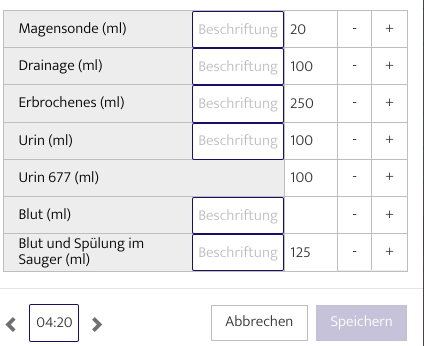 Magensonde (ml) Beschriftung 20 - +
Drainage (ml) Beschriftung 100 - +
Erbrochenes (ml) Beschriftung 250 - +
Urin (ml) Beschriftung 100 - +
Urin 677 (ml) 100 - +
Blut (ml) Beschriftung - +
Blut und Spülung im
Sauger (ml) Beschriftung 125 - +
04:20 Abbrechen Speichern